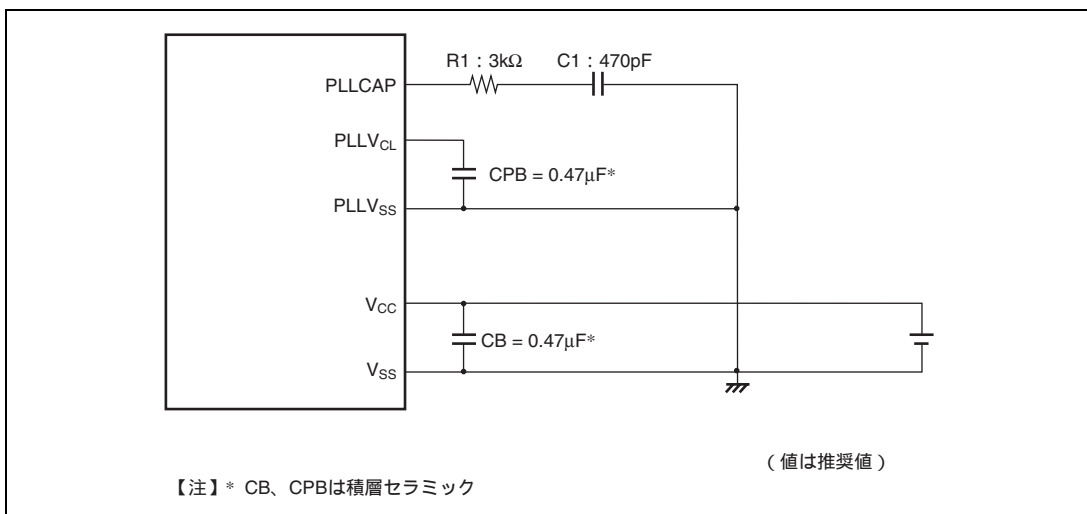 R1：3kΩ C1：470pF
PLLCAP
PLLVCL
CPB = 0.47μF*
PLLVSS
VCC
CB = 0.47μF*
VSS
（値は推奨値）
【注】* CB、CPBは積層セラミック